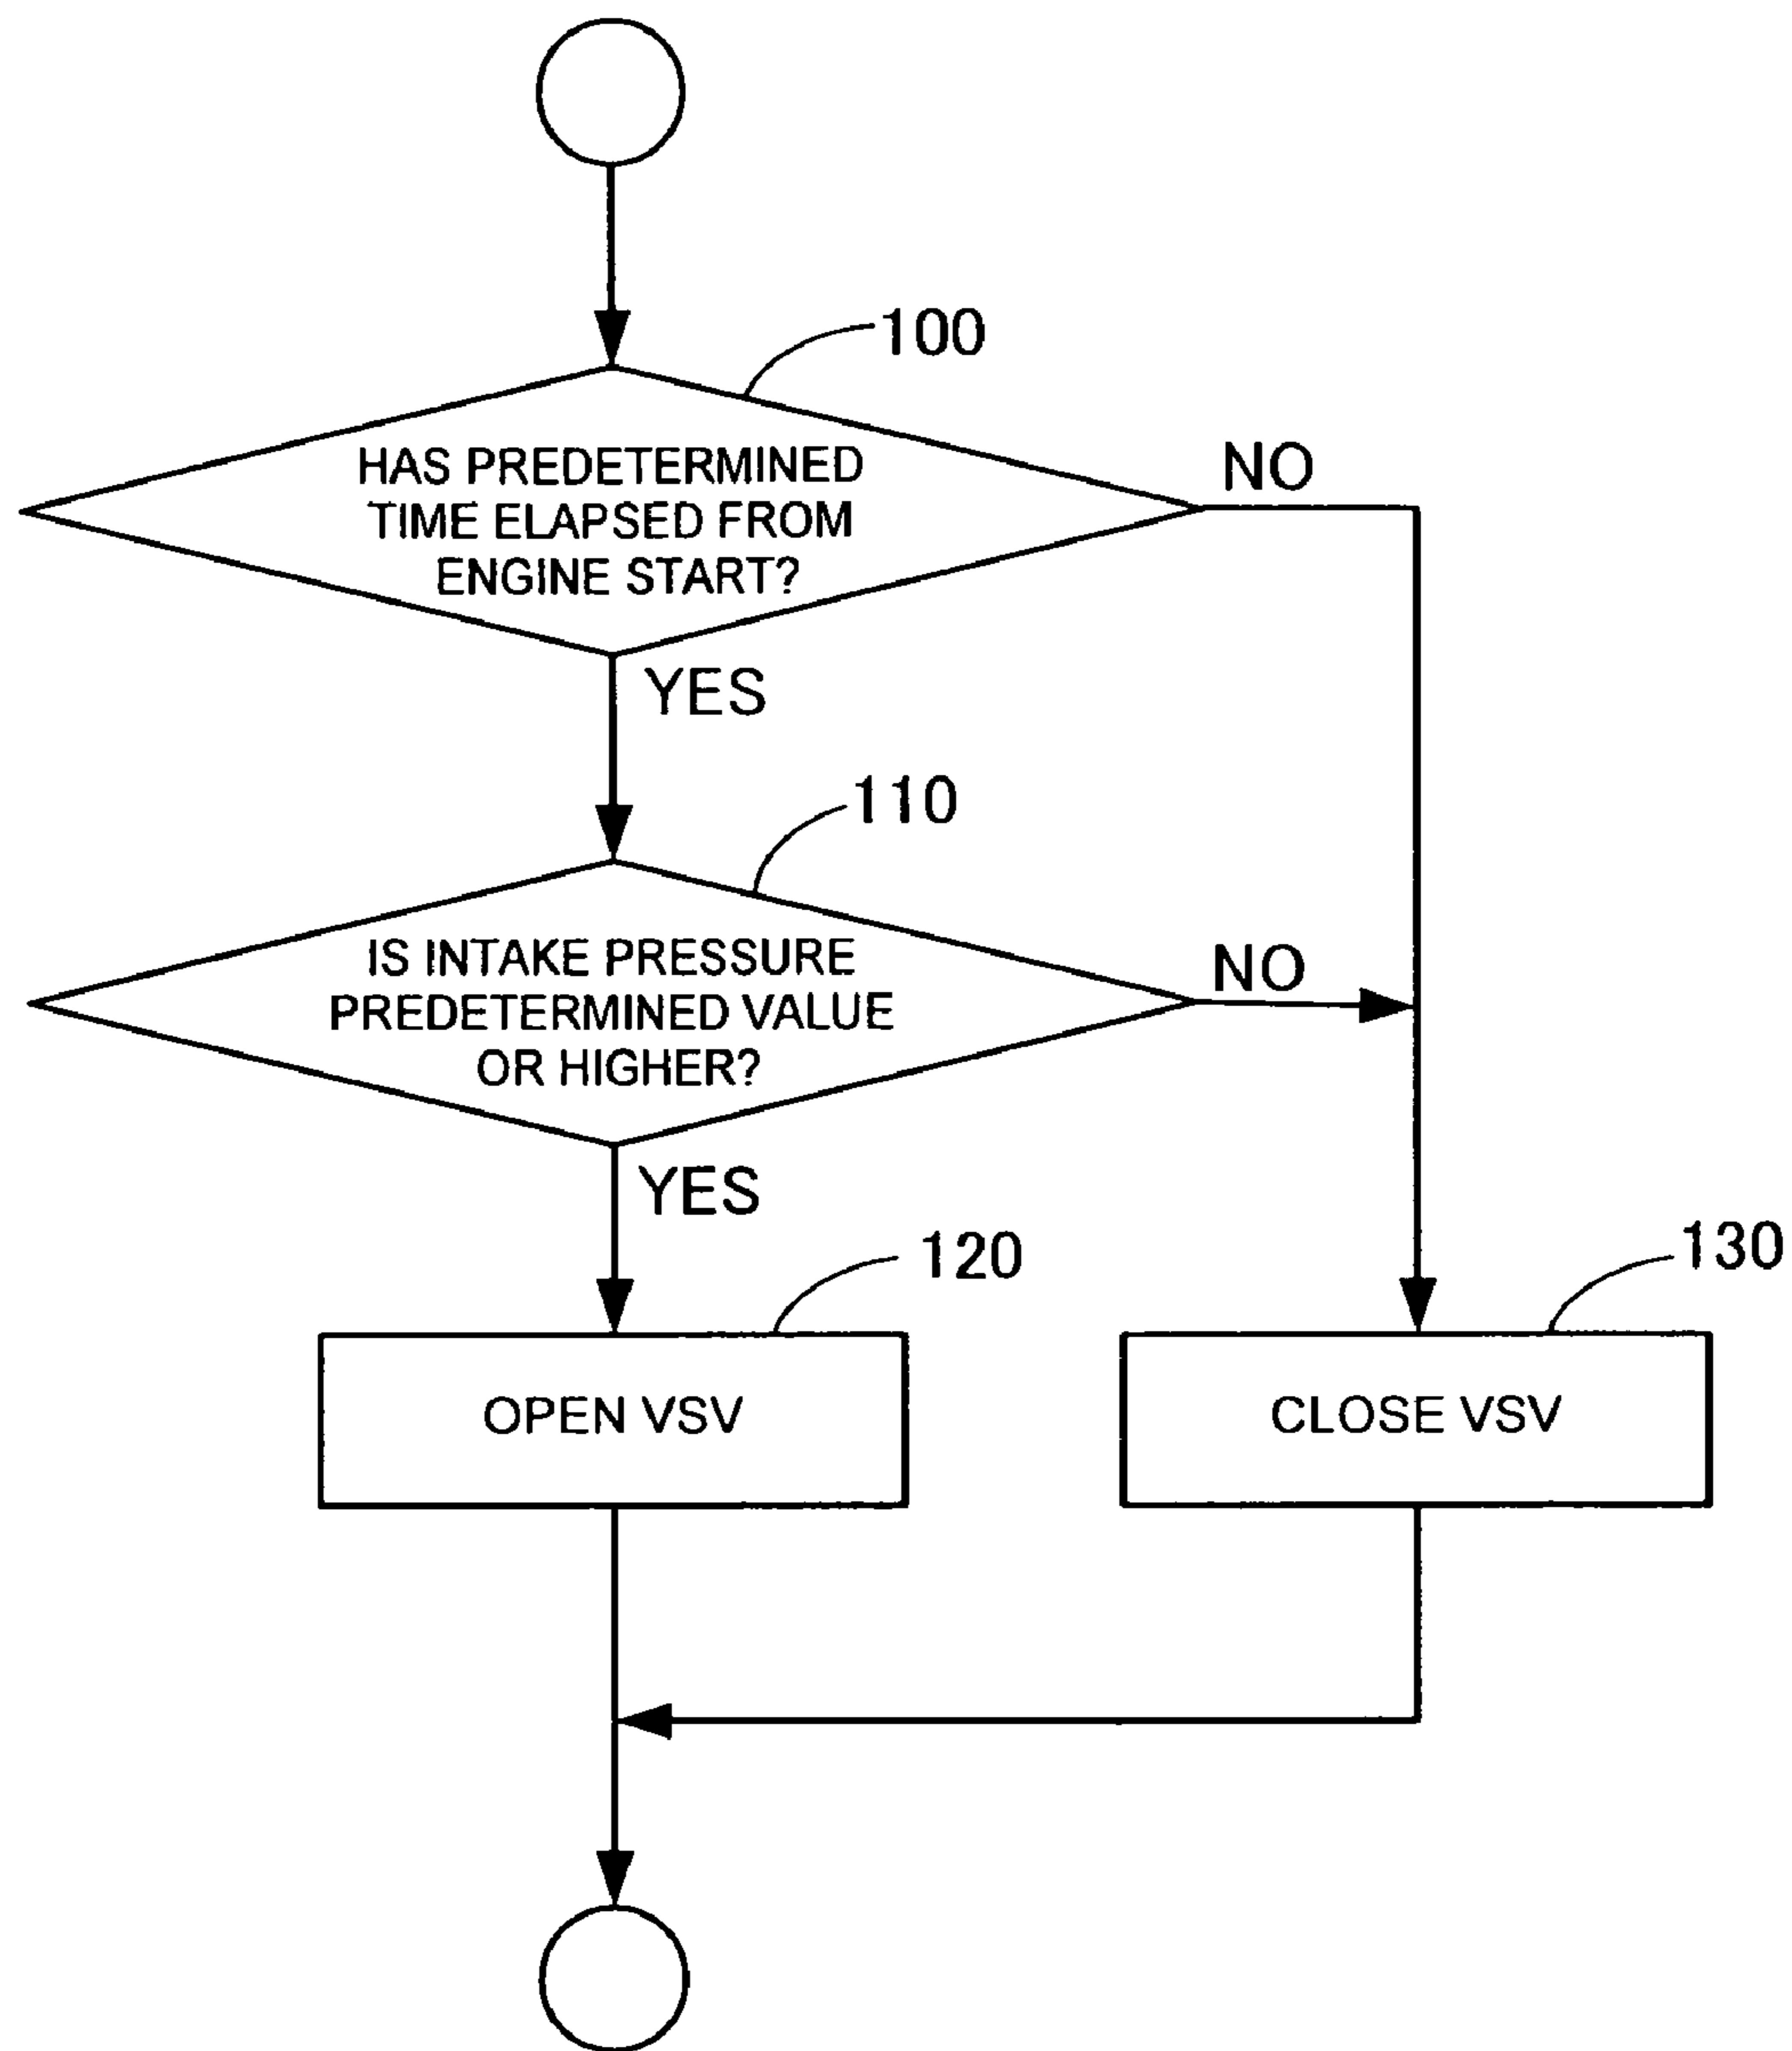 100
HAS PREDETERMINED
TIME ELAPSED FROM
ENGINE START?
NO
YES
110
IS INTAKE PRESSURE
PREDETERMINED VALUE
OR HIGHER?
NO
YES
120
130
OPEN VSV
CLOSE VSV